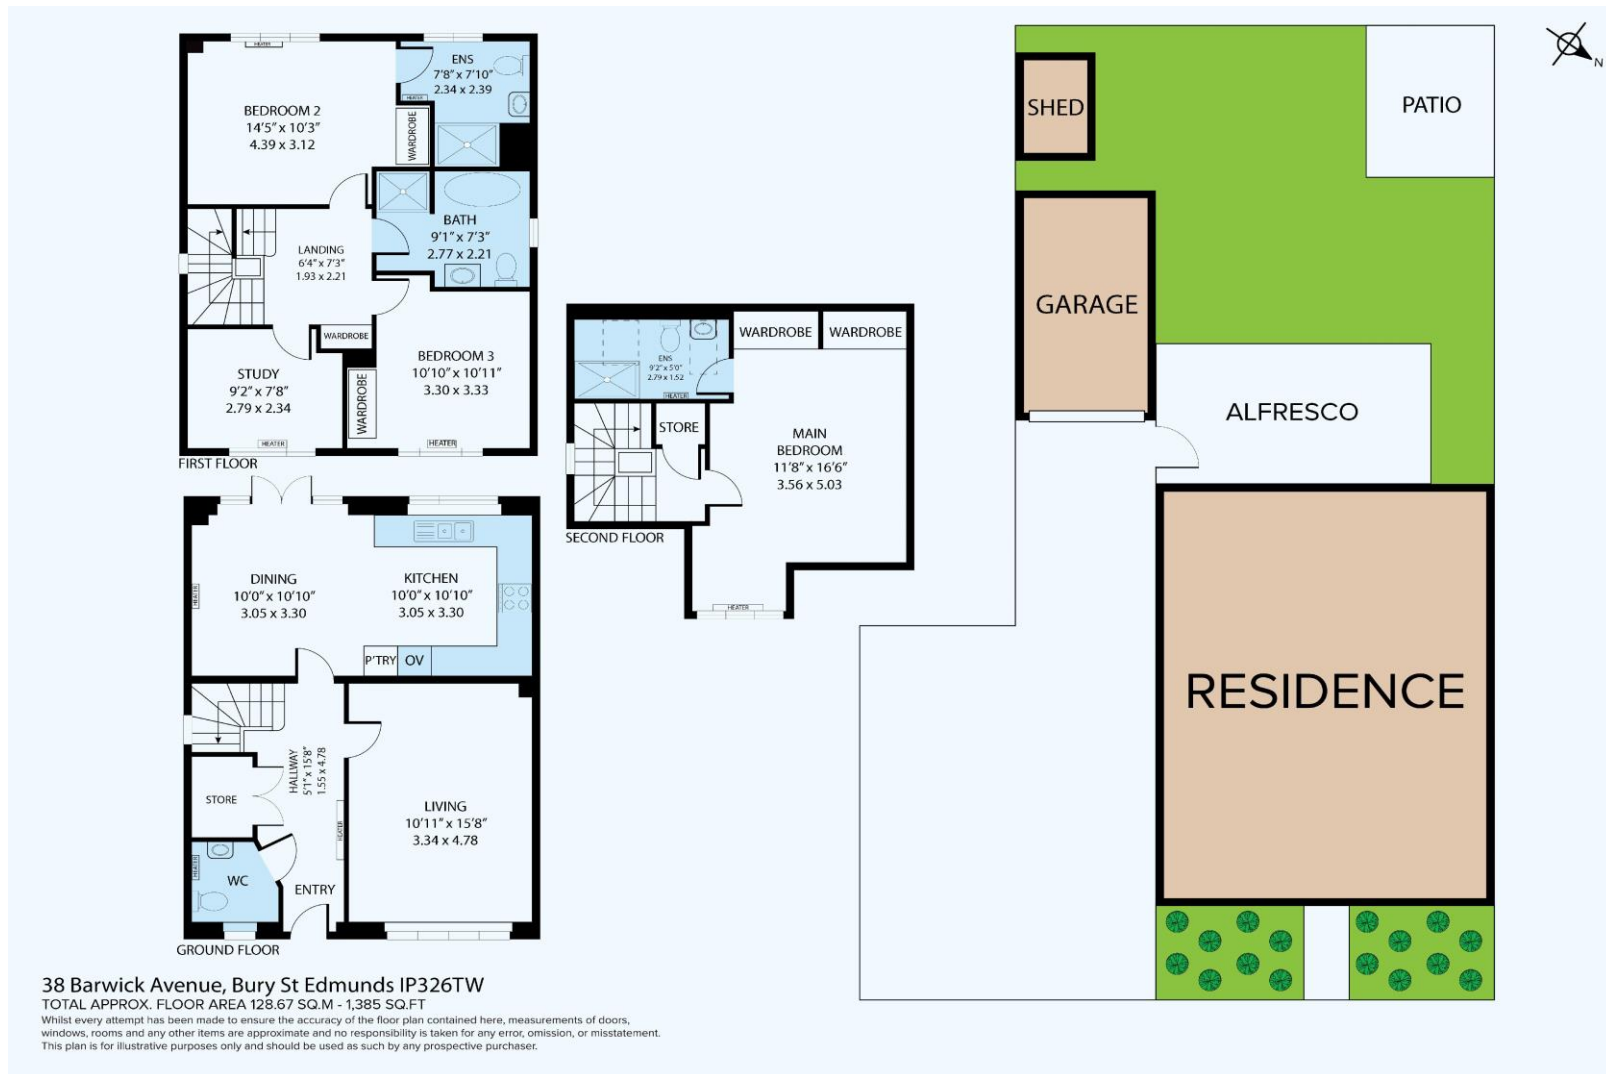 HEATER
BEDROOM 2
14'5" x 10'3"
4.39 x 3.12
WARDROBE
ENS
7'8" x 7'10"
2.34 x 2.39
HEATER
BATH
9'1" x 7'3"
2.77 x 2.21
LANDING
6'4" x 7'3"
1.93 x 2.21
WARDROBE
STUDY
9'2" x 7'8"
2.79 x 2.34
HEATER
WARDROBE
BEDROOM 3
10'10" x 10'11"
3.30 x 3.33
HEATER
FIRST FLOOR
DINING
10'0" x 10'10"
3.05 x 3.30
HEATER
KITCHEN
10'0" x 10'10"
3.05 x 3.30
P'TRY
OV
HALLWAY
5'1" x 15'8"
1.55 x 4.78
HEATER
STORE
LIVING
10'11" x 15'8"
3.34 x 4.78
HEATER
WC
ENTRY
GROUND FLOOR
ENS
9'2" x 5'0"
2.79 x 1.52
HEATER
WARDROBE
WARDROBE
STORE
MAIN
BEDROOM
11'8" x 16'6"
3.56 x 5.03
HEATER
SECOND FLOOR
N
SHED
PATIO
GARAGE
ALFRESCO
RESIDENCE
38 Barwick Avenue, Bury St Edmunds IP326TW
TOTAL APPROX. FLOOR AREA 128.67 SQ.M - 1,385 SQ.FT
Whilst every attempt has been made to ensure the accuracy of the floor plan contained here, measurements of doors,
windows, rooms and any other items are approximate and no responsibility is taken for any error, omission, or misstatement.
This plan is for illustrative purposes only and should be used as such by any prospective purchaser.